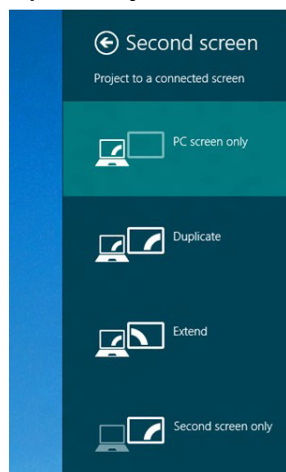 Second screen
Project to a connected screen
PC screen only
Duplicate
Extend
Second screen only